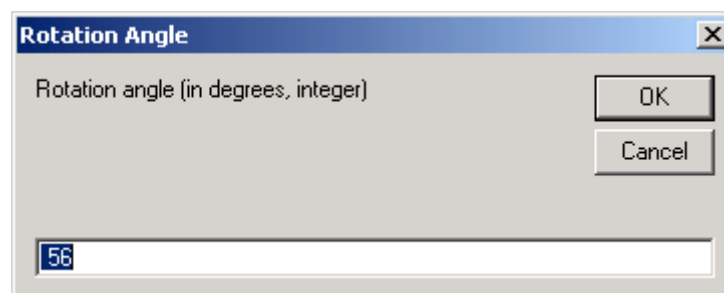 Rotation Angle
Rotation angle (in degrees, integer)
OK
Cancel
56